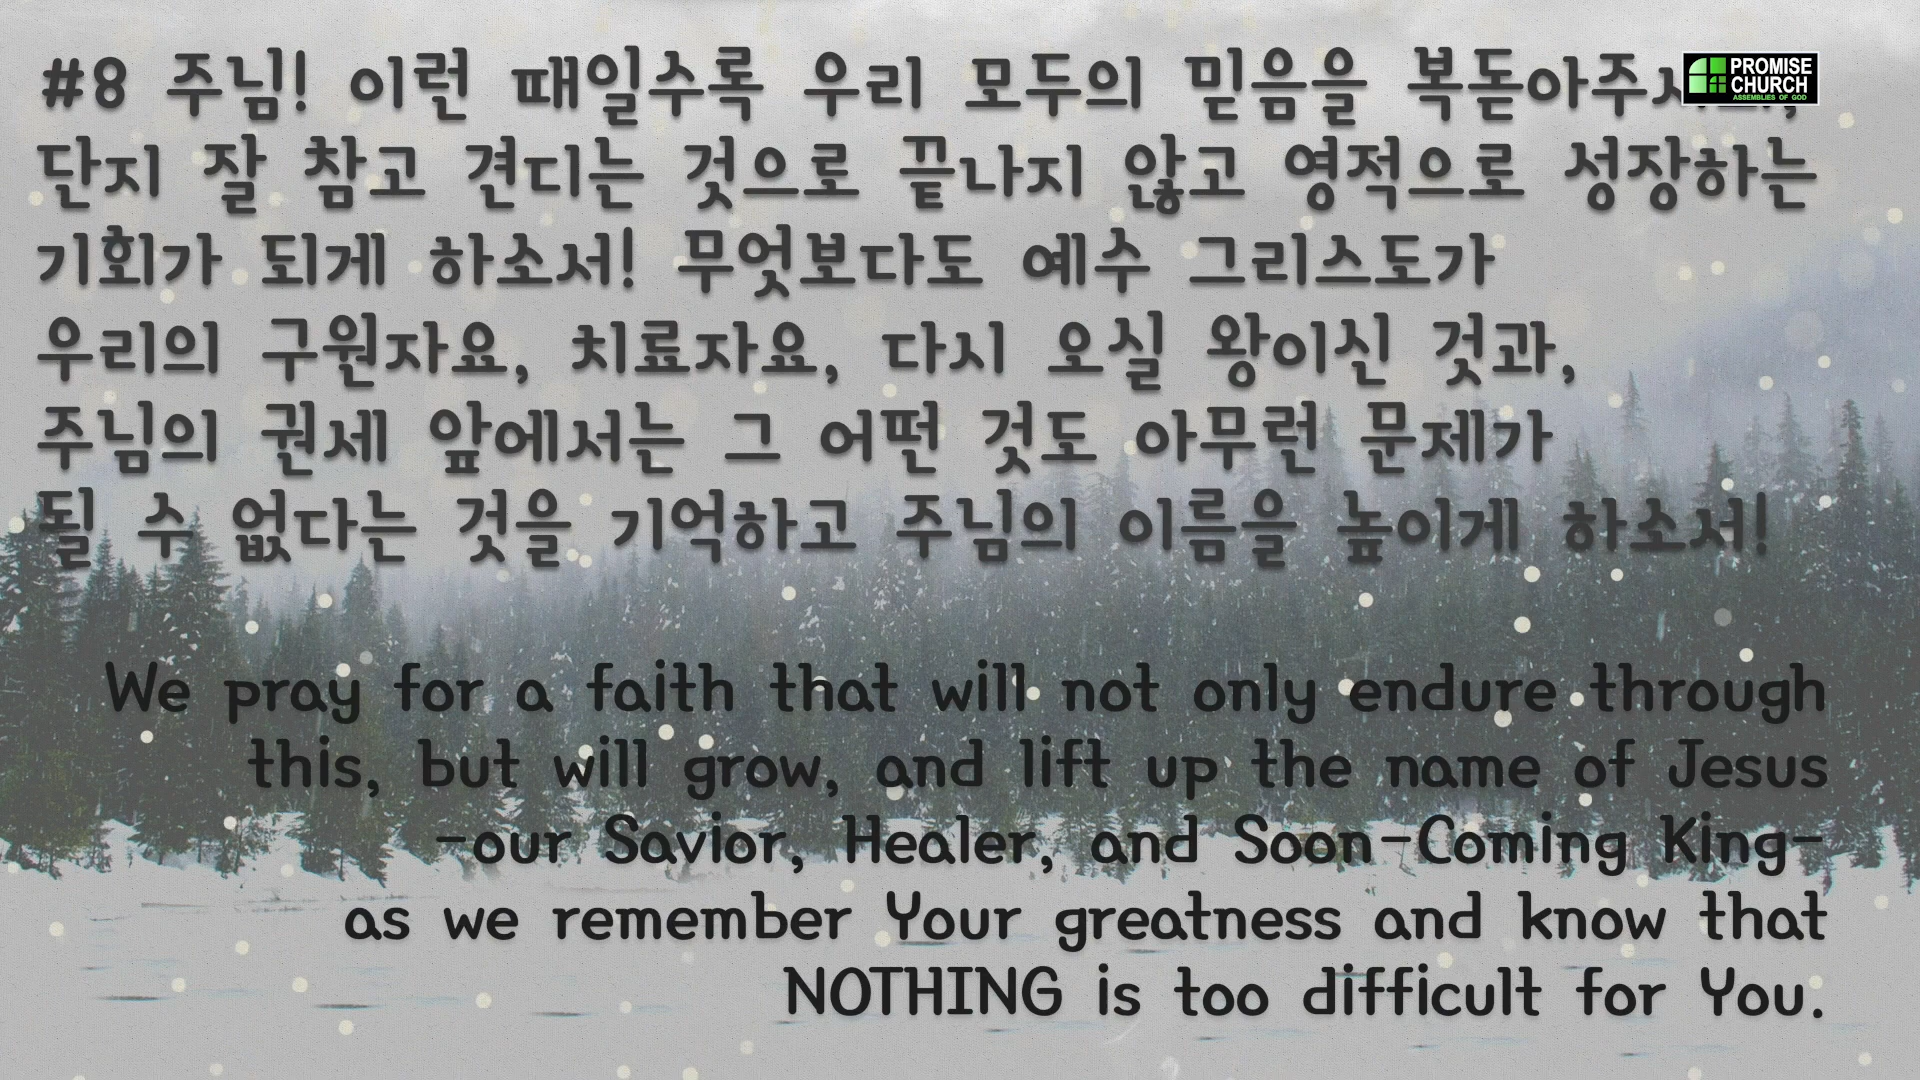 #8 주님! 이런 때일수록 우리 모두의 믿음을
PROMISE
CHURCH
ASSEMBLIES OF GOD
단지 잘 참고 견디는 것으로 끝나지 않고 영적으로 성장하는
기회가 되게 하소서! 무엇보다도 예수 그리스도가
우리의 구원자요, 치료자요, 다시 오실 왕이신 것과,
주님의 권세 앞에서는 그 어떤 것도 아무런 문제가
될 수 없다는 것을 기억하고 주님의 이름을 높이게 하소서!
We pray for a faith that will not only endure through
this, but will grow, and lift up the name of Jesus
-our Savior, Healer, and Soon-Coming King-
as we remember Your greatness and know that
NOTHING is too difficult for You.